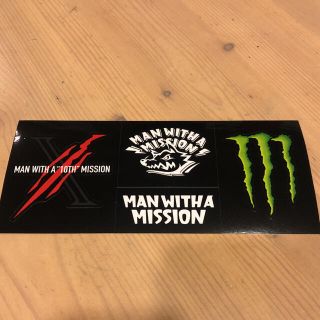 X
MAN WITH A "10TH" MISSION
MAN WITH A
MISSION
MAN WITH A
MISSION